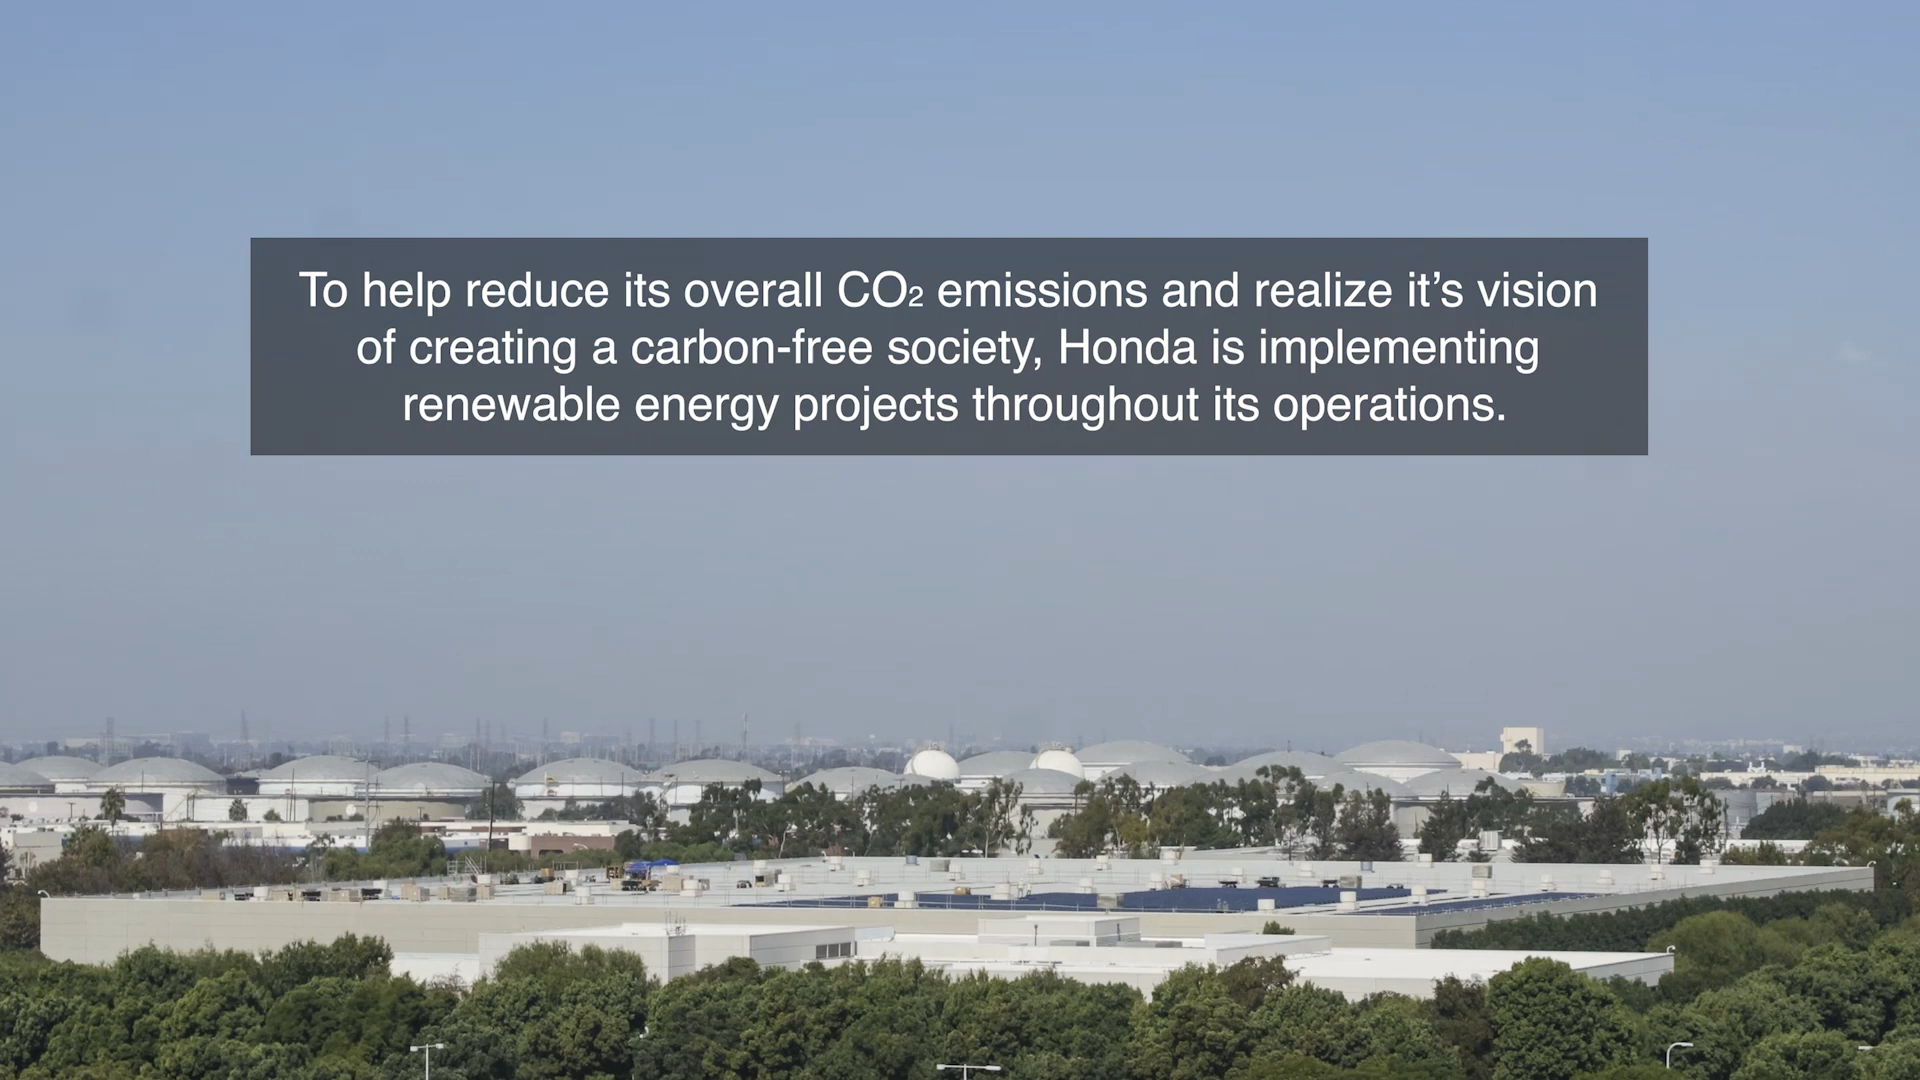 To help reduce its overall CO₂ emissions and realize it’s vision
of creating a carbon-free society, Honda is implementing
renewable energy projects throughout its operations.